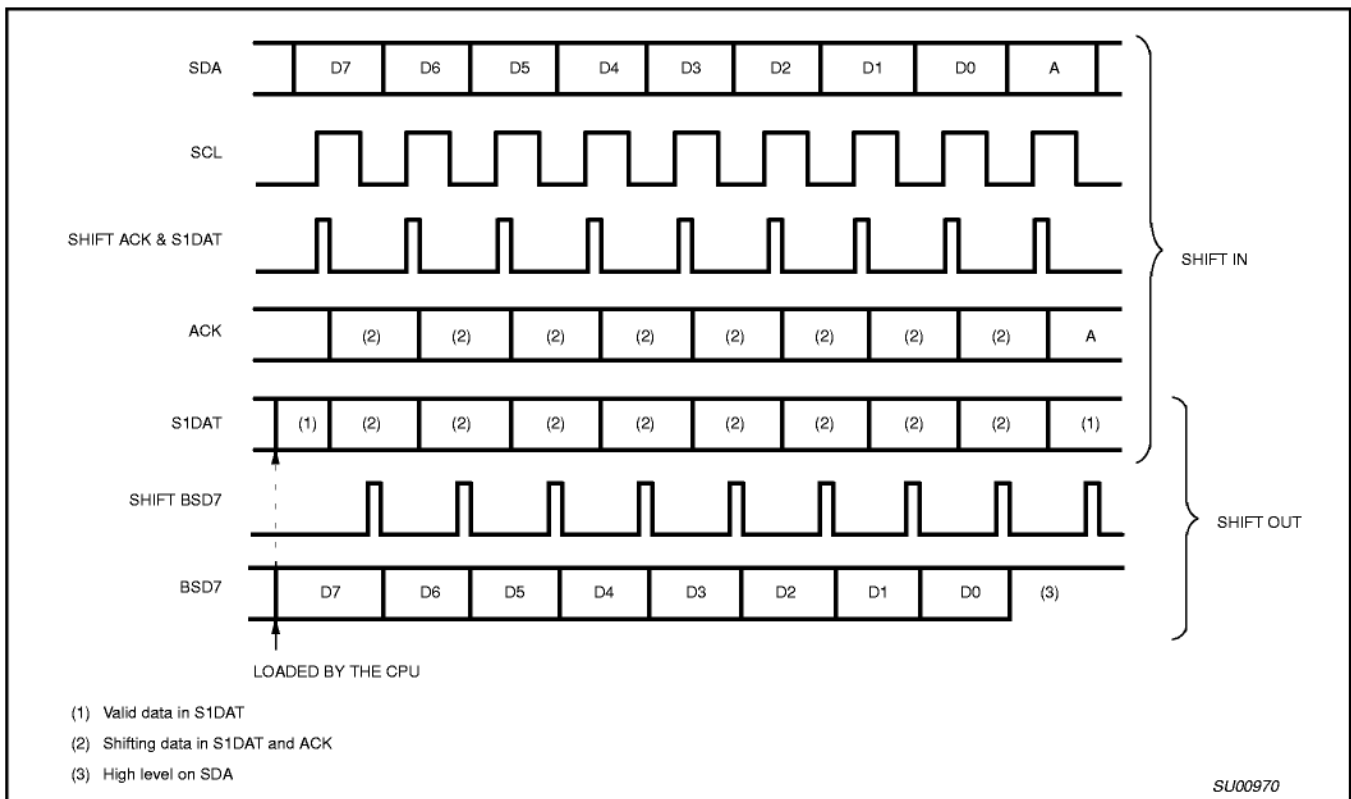 SDA D7 D6 D5 D4 D3 D2 D1 D0 A
SCL
SHIFT ACK & S1DAT
SHIFT IN
ACK (2) (2) (2) (2) (2) (2) (2) (2) A
S1DAT (1) (2) (2) (2) (2) (2) (2) (2) (2) (1)
SHIFT BSD7
SHIFT OUT
BSD7 D7 D6 D5 D4 D3 D2 D1 D0 (3)
LOADED BY THE CPU
(1) Valid data in S1DAT
(2) Shifting data in S1DAT and ACK
(3) High level on SDA
SU00970